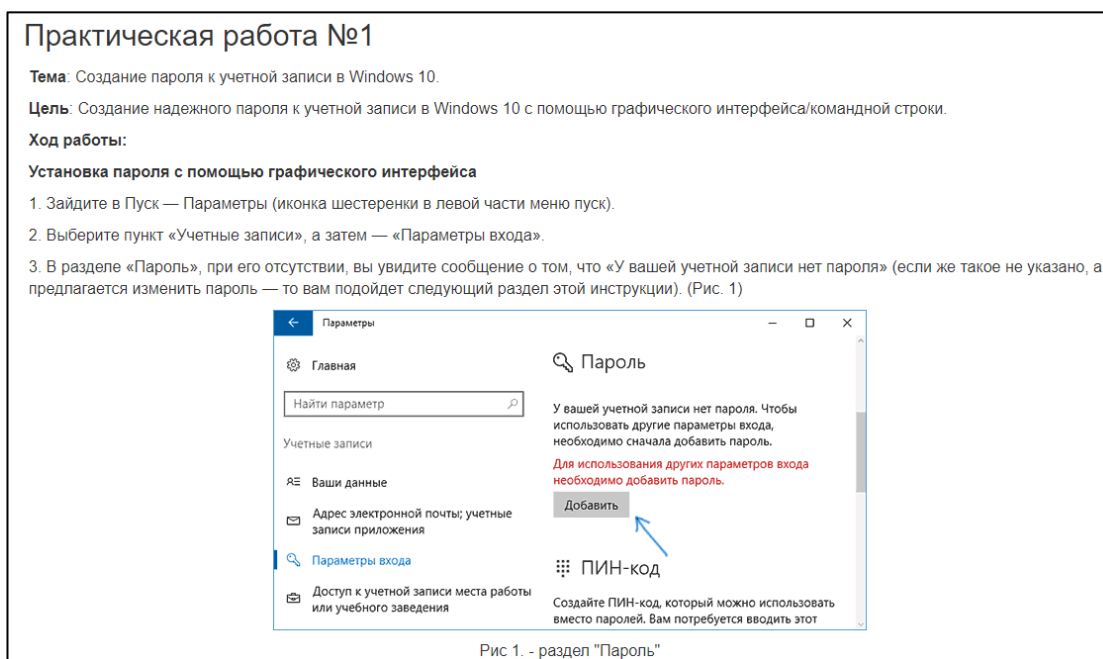 Практическая работа №1
Тема: Создание пароля к учетной записи в Windows 10.
Цель: Создание надежного пароля к учетной записи в Windows 10 с помощью графического интерфейса/командной строки.
Ход работы:
Установка пароля с помощью графического интерфейса
1. Зайдите в Пуск — Параметры (иконка шестеренки в левой части меню пуск).
2. Выберите пункт «Учетные записи», а затем — «Параметры входа».
3. В разделе «Пароль», при его отсутствии, вы увидите сообщение о том, что «У вашей учетной записи нет пароля» (если же такое не указано, а
предлагается изменить пароль — то вам подойдет следующий раздел этой инструкции). (Рис. 1)
Параметры
Главная
Найти параметр
Учетные записи
Ваши данные
Адрес электронной почты; учетные
записи приложения
Параметры входа
Доступ к учетной записи места работы
или учебного заведения
Пароль
У вашей учетной записи нет пароля. Чтобы
использовать другие параметры входа,
необходимо сначала добавить пароль.
Для использования других параметров входа
необходимо добавить пароль.
Добавить
ПИН-код
Создайте ПИН-код, который можно использовать
вместо паролей. Вам потребуется вводить этот
Рис 1. - раздел "Пароль"